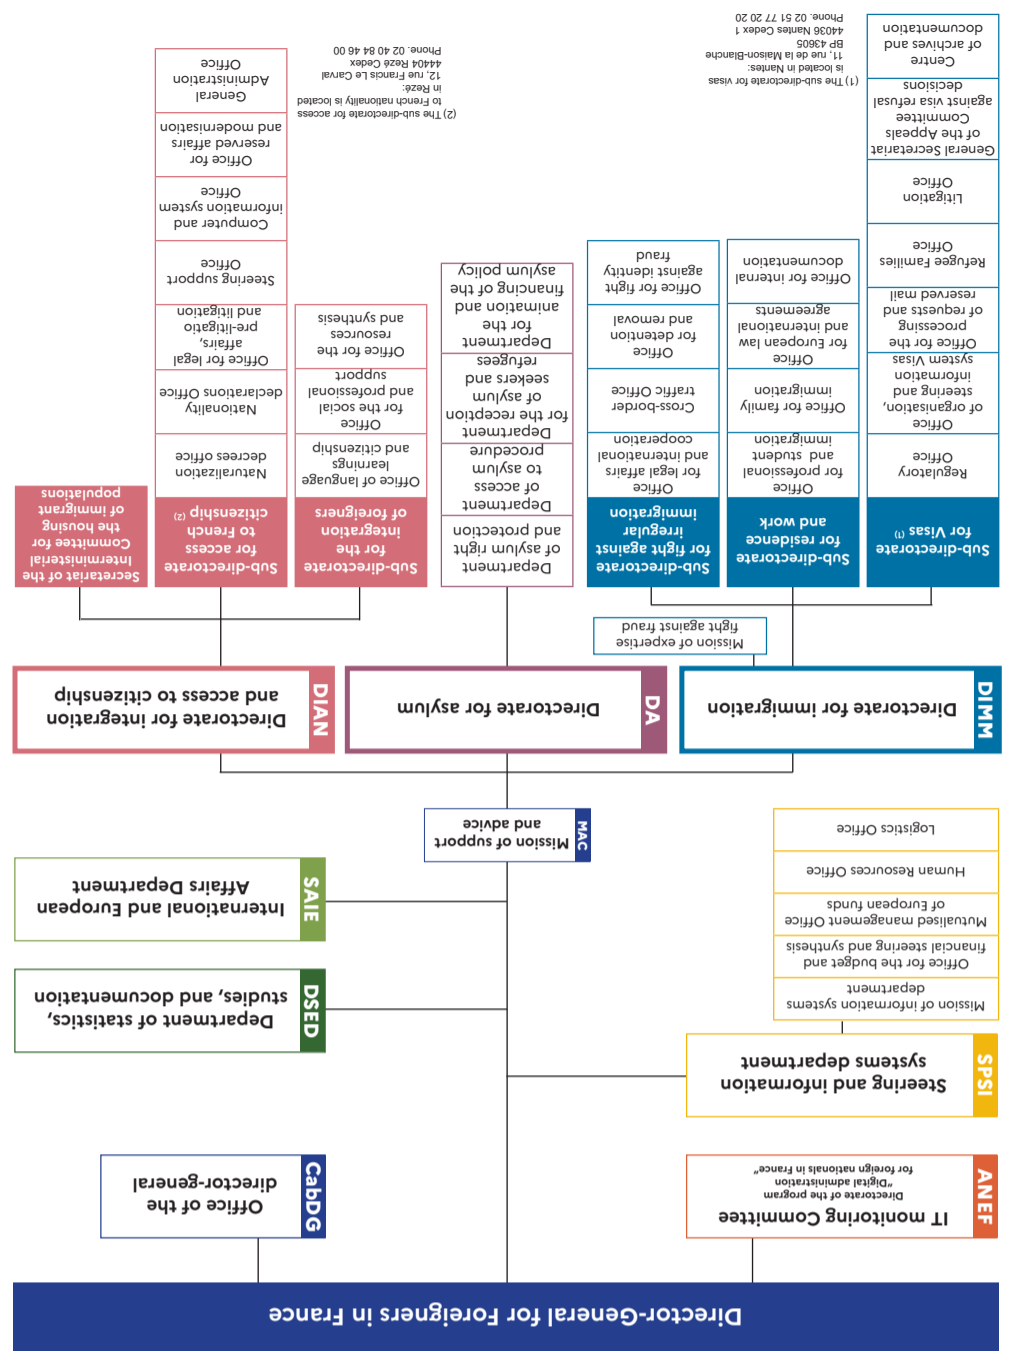 Director-General for Foreigners in France
ANEF
IT monitoring Committee
Directorate of the program
“Digital administration
for foreign nationals in France”
CabDG
Office of the
director-general
SPSI
Steering and information
systems department
Mission of information systems
department
Office for the budget and
financial steering and synthesis
Mutualised management Office
of European funds
Human Resources Office
Logistics Office
DSED
Department of statistics,
studies, and documentation
SAIE
International and European
Affairs Department
MAC
Mission of support
and advice
DIMM
Directorate for immigration
DA
Directorate for asylum
DIAN
Directorate for integration
and access to citizenship
Mission of expertise
fight against fraud
Sub-directorate
for Visas (1)
Regulatory
Office
Office
of organisation,
steering and
information
system Visas
Office for the
processing
of requests and
reserved mail
Refugee Families
Office
Litigation
Office
General Secretariat
of the Appeals
Committee
against visa refusal
decisions
Centre
of archives and
documentation
Sub-directorate
for residence
and work
Office
for professional
and student
immigration
Office for family
immigration
Office
for European law
and international
agreements
Office for internal
documentation
Sub-directorate
for fight against
irregular
immigration
Office
for legal affairs
and international
cooperation
Cross-border
traffic Office
Office
for detention
and removal
Office for fight
against identity
fraud
Department
of asylum right
and protection
Department
of access
to asylum
procedure
Department
for the reception
of asylum
seekers and
refugees
Department
for the
animation and
financing of the
asylum policy
Sub-directorate
for the
integration
of foreigners
Office of language
learnings
and citizenship
Office
for the social
and professional
support
Office for the
resources
and synthesis
Sub-directorate
for access
to French
citizenship (2)
Naturalization
decrees office
Nationality
declarations Office
Office for legal
affairs,
pre-litigatio
and litigation
Steering support
Office
Computer and
information system
Office
Office for
reserved affairs
and modernisation
General
Administration
Office
Secretariat of the
Interministerial
Committee for
the housing
of immigrant
populations
(1) The sub-directorate for visas
is located in Nantes:
11, rue de la Maison-Blanche
BP 43605
44036 Nantes Cedex 1
Phone. 02 51 77 20 20
(2) The sub-directorate for access
to French nationality is located
in Rezé:
12, rue Francis Le Carval
44404 Rezé Cedex
Phone. 02 40 84 46 00